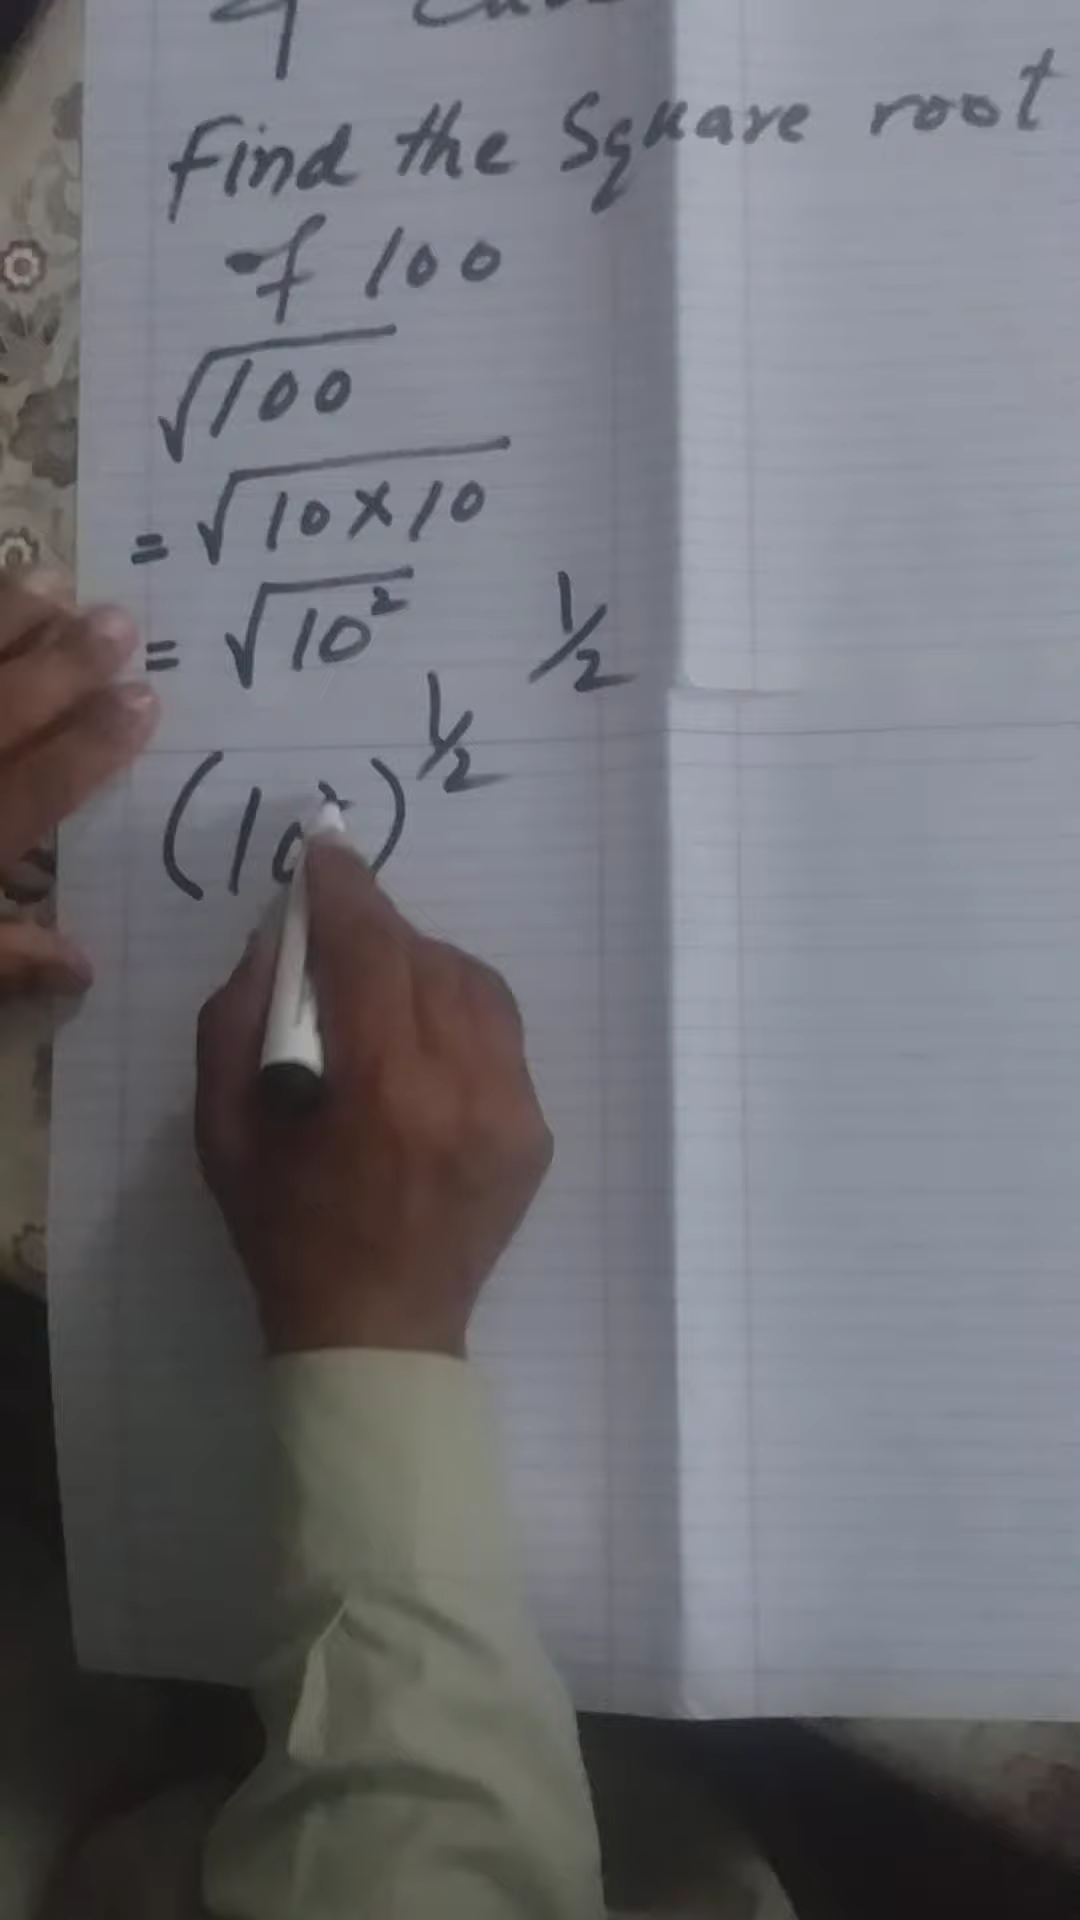 Find the Square root
of 100
√100
= √10×10
= √10² 1/2
(10²)^1/2